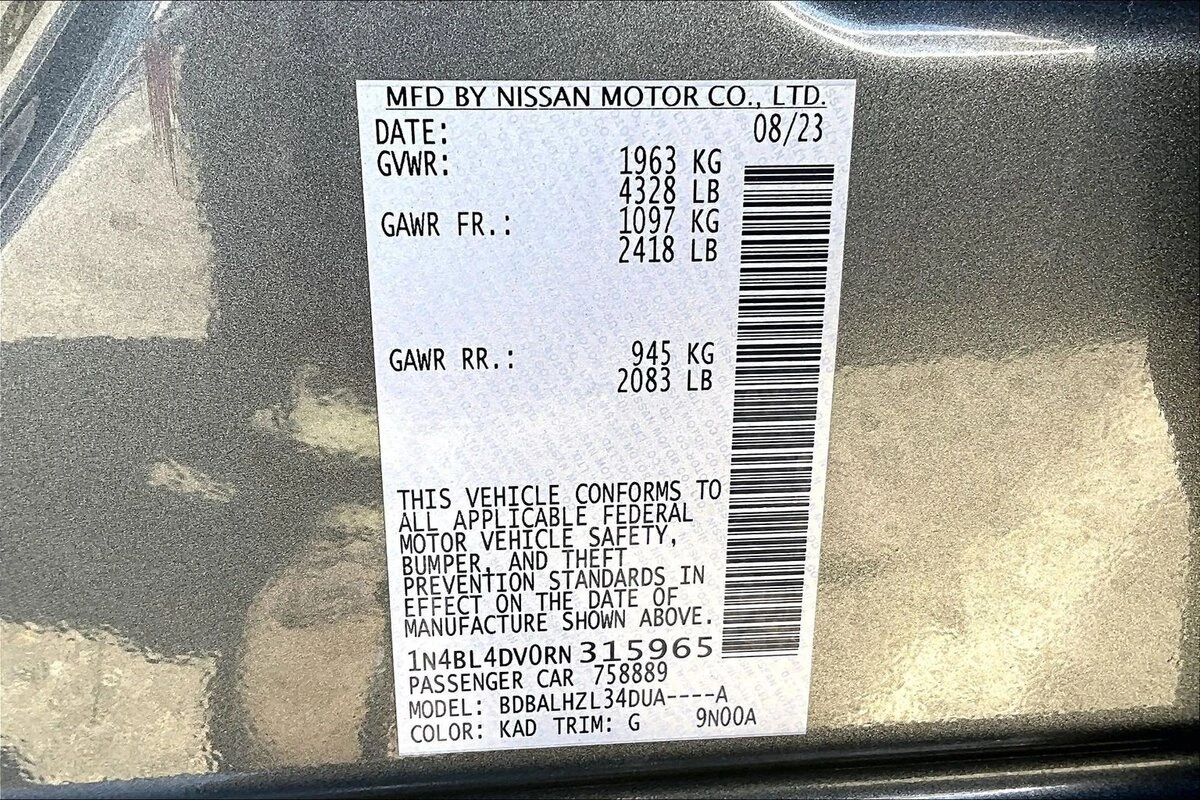 MFD BY NISSAN MOTOR CO., LTD.
DATE: 08/23
GVWR: 1963 KG
4328 LB
GAWR FR.: 1097 KG
2418 LB
GAWR RR.: 945 KG
2083 LB
THIS VEHICLE CONFORMS TO
ALL APPLICABLE FEDERAL
MOTOR VEHICLE SAFETY,
BUMPER, AND THEFT
PREVENTION STANDARDS IN
EFFECT ON THE DATE OF
MANUFACTURE SHOWN ABOVE.
1N4BL4DV0RN315965
PASSENGER CAR 758889
MODEL: BDBALHZL34DUA----A
COLOR: KAD TRIM: G 9N00A